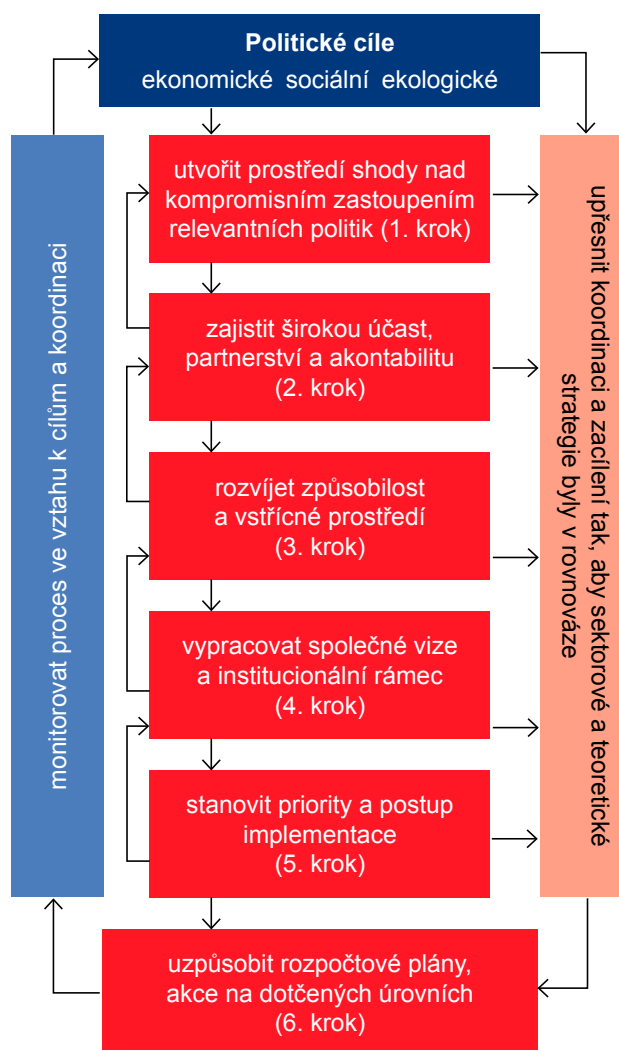 Politické cíle
ekonomické sociální ekologické
monitorovat proces ve vztahu k cílům a koordinaci
utvořit prostředí shody nad
kompromisním zastoupením
relevantních politik (1. krok)
zajistit širokou účast,
partnerství a akontabilitu
(2. krok)
rozvíjet způsobilost
a vstřícné prostředí
(3. krok)
vypracovat společné vize
a institucionální rámec
(4. krok)
stanovit priority a postup
implementace
(5. krok)
upřesnit koordinaci a zacílení tak, aby sektorové a teoretické
strategie byly v rovnováze
uzpůsobit rozpočtové plány,
akce na dotčených úrovních
(6. krok)